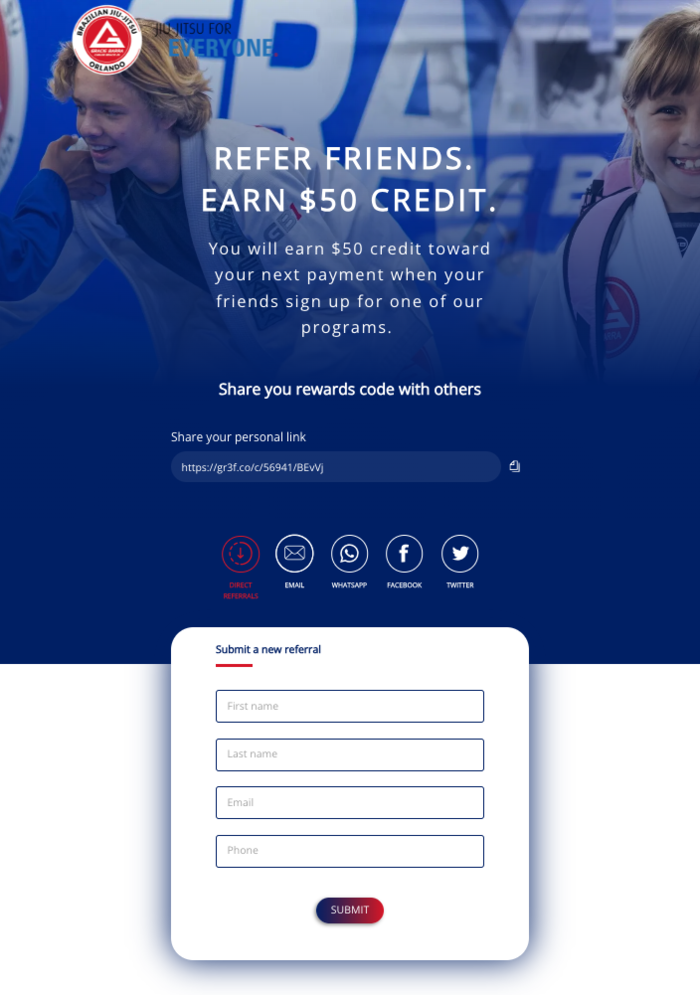 BRAZILIAN JIU-JITSU
GRACIE BARRA
ORLANDO
JIU-JITSU FOR
EVERYONE.
REFER FRIENDS.
EARN $50 CREDIT.
You will earn $50 credit toward
your next payment when your
friends sign up for one of our
programs.
Share you rewards code with others
Share your personal link
https://gr3f.co/c/56941/BEvVj
DIRECT
REFERRALS
EMAIL
WHATSAPP
FACEBOOK
TWITTER
Submit a new referral
First name
Last name
Email
Phone
SUBMIT